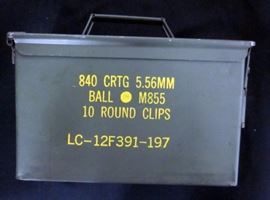 840 CRTG 5.56MM
BALL M855
10 ROUND CLIPS
LC-12F391-197